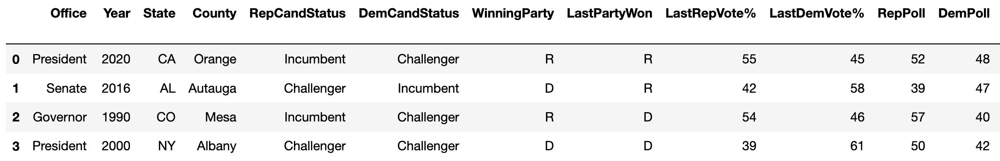 Office Year State County RepCandStatus DemCandStatus WinningParty LastPartyWon LastRepVote% LastDemVote% RepPoll DemPoll
0 President 2020 CA Orange Incumbent Challenger R R 55 45 52 48
1 Senate 2016 AL Autauga Challenger Incumbent D R 42 58 39 47
2 Governor 1990 CO Mesa Incumbent Challenger R D 54 46 57 40
3 President 2000 NY Albany Challenger Challenger D D 39 61 50 42